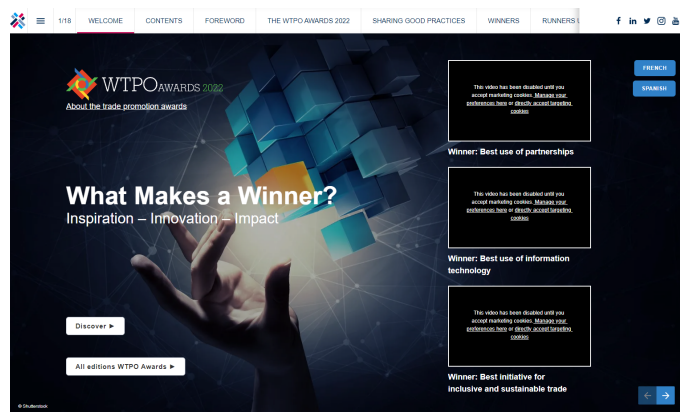 1/18
WELCOME
CONTENTS
FOREWORD
THE WTPO AWARDS 2022
SHARING GOOD PRACTICES
WINNERS
RUNNERS
f in
WTPO AWARDS 2022
About the trade promotion awards
What Makes a Winner?
Inspiration – Innovation – Impact
Discover ►
All editions WTPO Awards ►
© Shutterstock
This video has been disabled until you
accept marketing cookies. Manage your
preferences here or directly accept targeting
cookies
Winner: Best use of partnerships
This video has been disabled until you
accept marketing cookies. Manage your
preferences here or directly accept targeting
cookies
Winner: Best use of information
technology
This video has been disabled until you
accept marketing cookies. Manage your
preferences here or directly accept targeting
cookies
Winner: Best initiative for
inclusive and sustainable trade
FRENCH
SPANISH